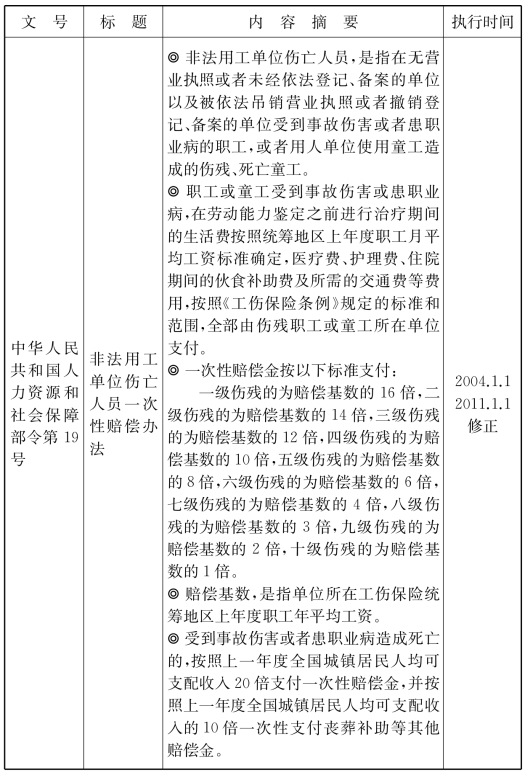 文　号　标　题　内　容　摘　要　执行时间
中华人民
共和国人
力资源和
社会保障
部令第 19
号
非法用工
单位伤亡
人员一次
性赔偿办
法
◎ 非法用工单位伤亡人员,是指在无营
业执照或者未经依法登记、备案的单位
以及被依法吊销营业执照或者撤销登
记、备案的单位受到事故伤害或者患职
业病的职工,或者用人单位使用童工造
成的伤残、死亡童工。
◎ 职工或童工受到事故伤害或患职业
病,在劳动能力鉴定之前进行治疗期间
的生活费按照统筹地区上年度职工月平
均工资标准确定,医疗费、护理费、住院
期间的伙食补助费及所需的交通费等费
用,按照《工伤保险条例》规定的标准和
范围,全部由伤残职工或童工所在单位
支付。
◎ 一次性赔偿金按以下标准支付:
一级伤残的为赔偿基数的 16 倍,二
级伤残的为赔偿基数的 14 倍,三级伤残
的为赔偿基数的 12 倍,四级伤残的为赔
偿基数的 10 倍,五级伤残的为赔偿基数
的 8 倍,六级伤残的为赔偿基数的 6 倍,
七级伤残的为赔偿基数的 4 倍,八级伤
残的为赔偿基数的 3 倍,九级伤残的为
赔偿基数的 2 倍,十级伤残的为赔偿基
数的 1 倍。
◎ 赔偿基数,是指单位所在工伤保险统
筹地区上年度职工年平均工资。
◎ 受到事故伤害或者患职业病造成死亡
的,按照上一年度全国城镇居民人均可
支配收入 20 倍支付一次性赔偿金,并按
照上一年度全国城镇居民人均可支配收
入的 10 倍一次性支付丧葬补助等其他
赔偿金。
2004.1.1
2011.1.1
修正